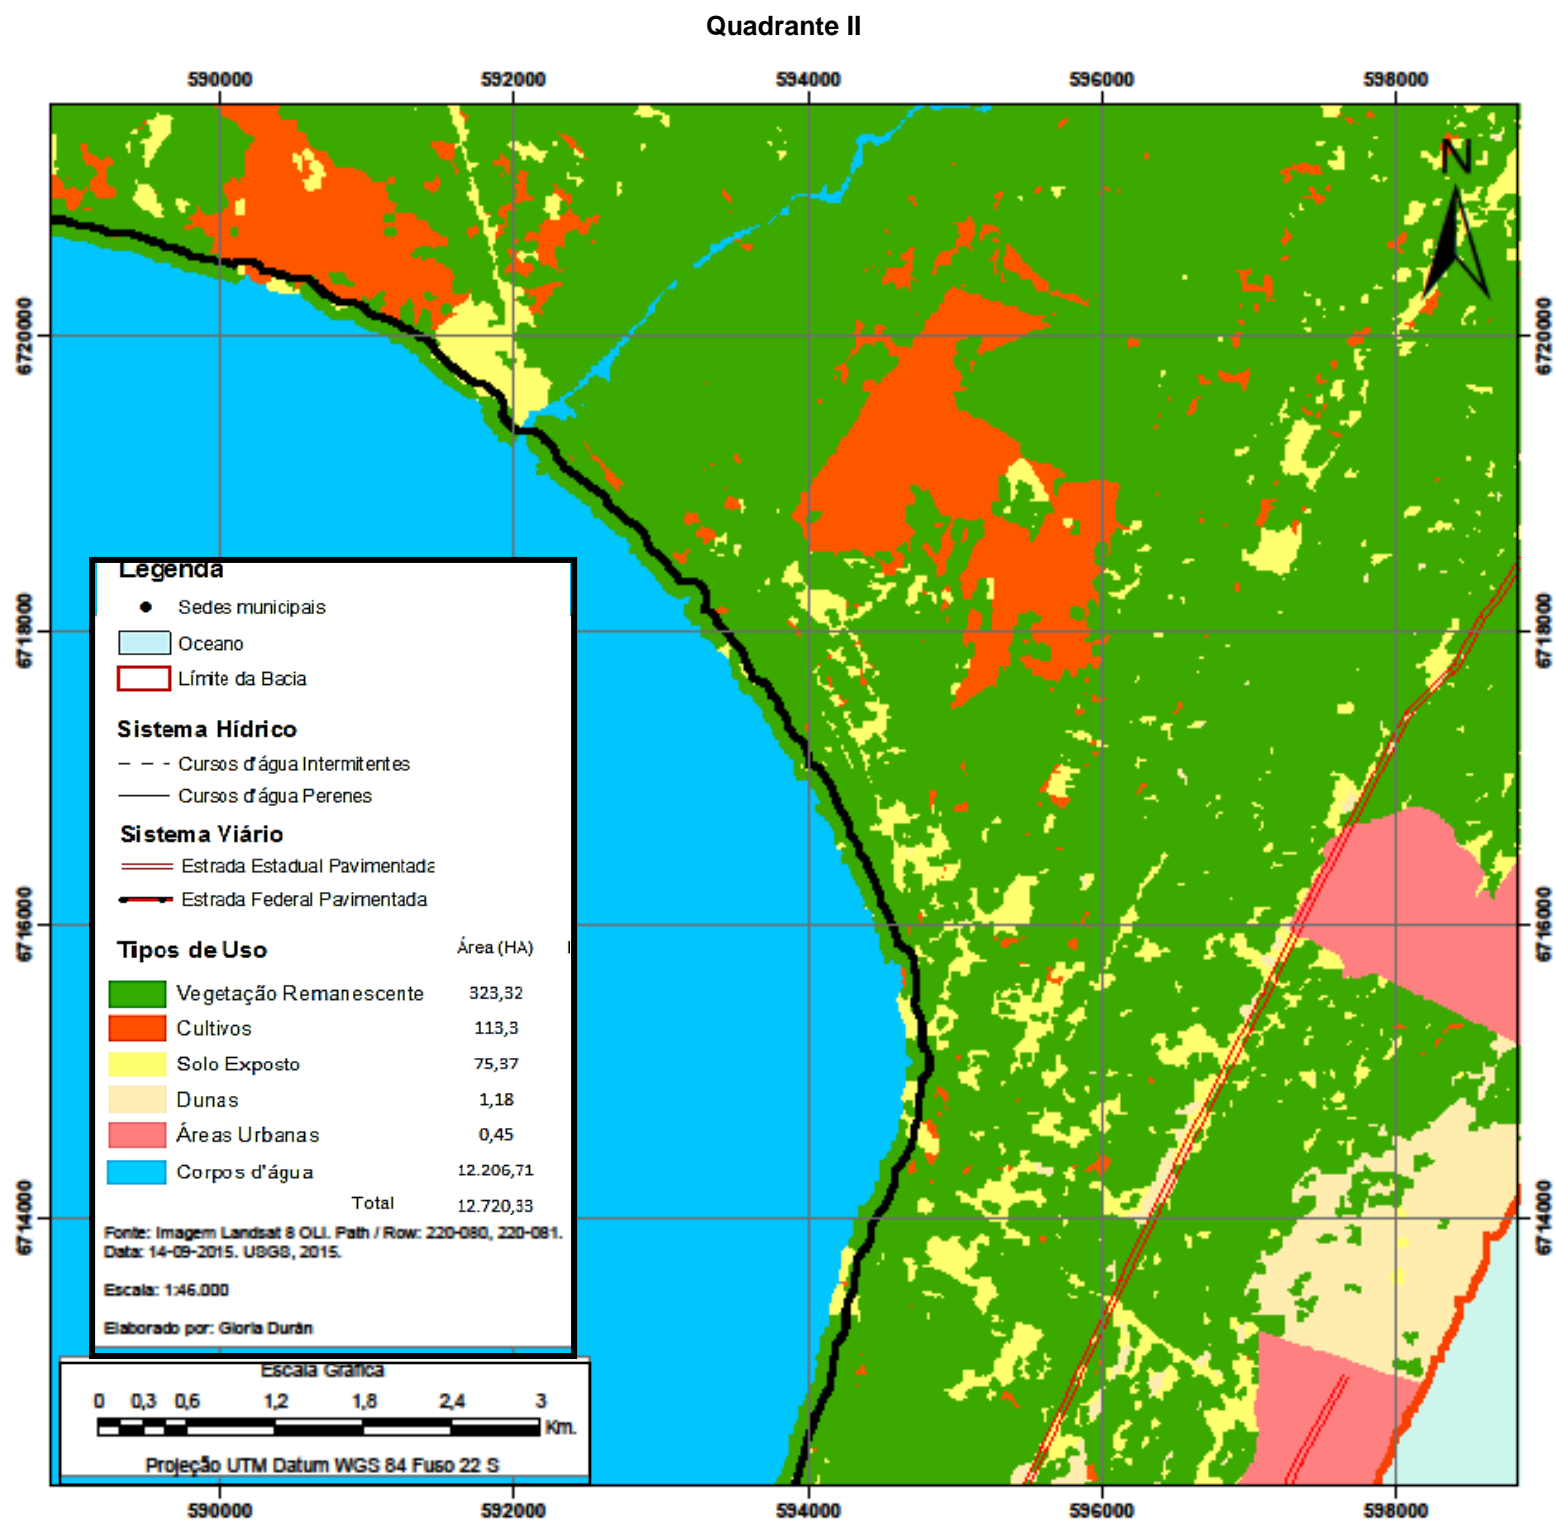 Quadrante II
590000 592000 594000 596000 598000
N
6720000 6720000
6718000 6718000
6716000 6716000
6714000 6714000
Legenda
Sedes municipais
Oceano
Límite da Bacia
Sistema Hídrico
Cursos d'água Intermitentes
Cursos d'água Perenes
Sistema Viário
Estrada Estadual Pavimentada
Estrada Federal Pavimentada
Tipos de Uso Área (HA)
Vegetação Remanescente 323,32
Cultivos 113,3
Solo Exposto 75,37
Dunas 1,18
Áreas Urbanas 0,45
Corpos d'água 12.206,71
Total 12.720,33
Fonte: Imagem Landsat 8 OLI. Path / Row: 220-080, 220-081.
Data: 14-09-2015. USGS, 2015.
Escala: 1:46.000
Elaborado por: Gloria Durán
Escala Gráfica
0 0,3 0,6 1,2 1,8 2,4 3
Km.
Projeção UTM Datum WGS 84 Fuso 22 S
590000 592000 594000 596000 598000